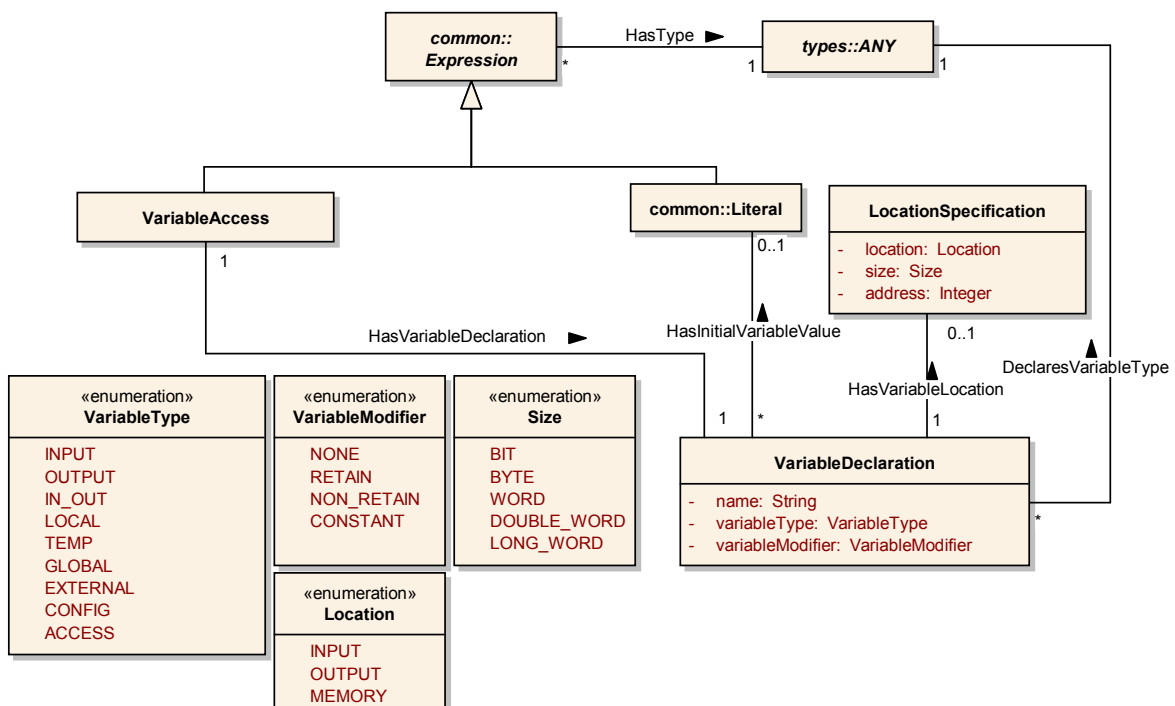 common::
Expression
HasType
*
1
types::ANY
1
VariableAccess
1
common::Literal
0..1
LocationSpecification
- location: Location
- size: Size
- address: Integer
0..1
HasVariableDeclaration
HasInitialVariableValue
HasVariableLocation
DeclaresVariableType
1
*
1
VariableDeclaration
- name: String
- variableType: VariableType
- variableModifier: VariableModifier
*
«enumeration»
VariableType
INPUT
OUTPUT
IN_OUT
LOCAL
TEMP
GLOBAL
EXTERNAL
CONFIG
ACCESS
«enumeration»
VariableModifier
NONE
RETAIN
NON_RETAIN
CONSTANT
«enumeration»
Size
BIT
BYTE
WORD
DOUBLE_WORD
LONG_WORD
«enumeration»
Location
INPUT
OUTPUT
MEMORY